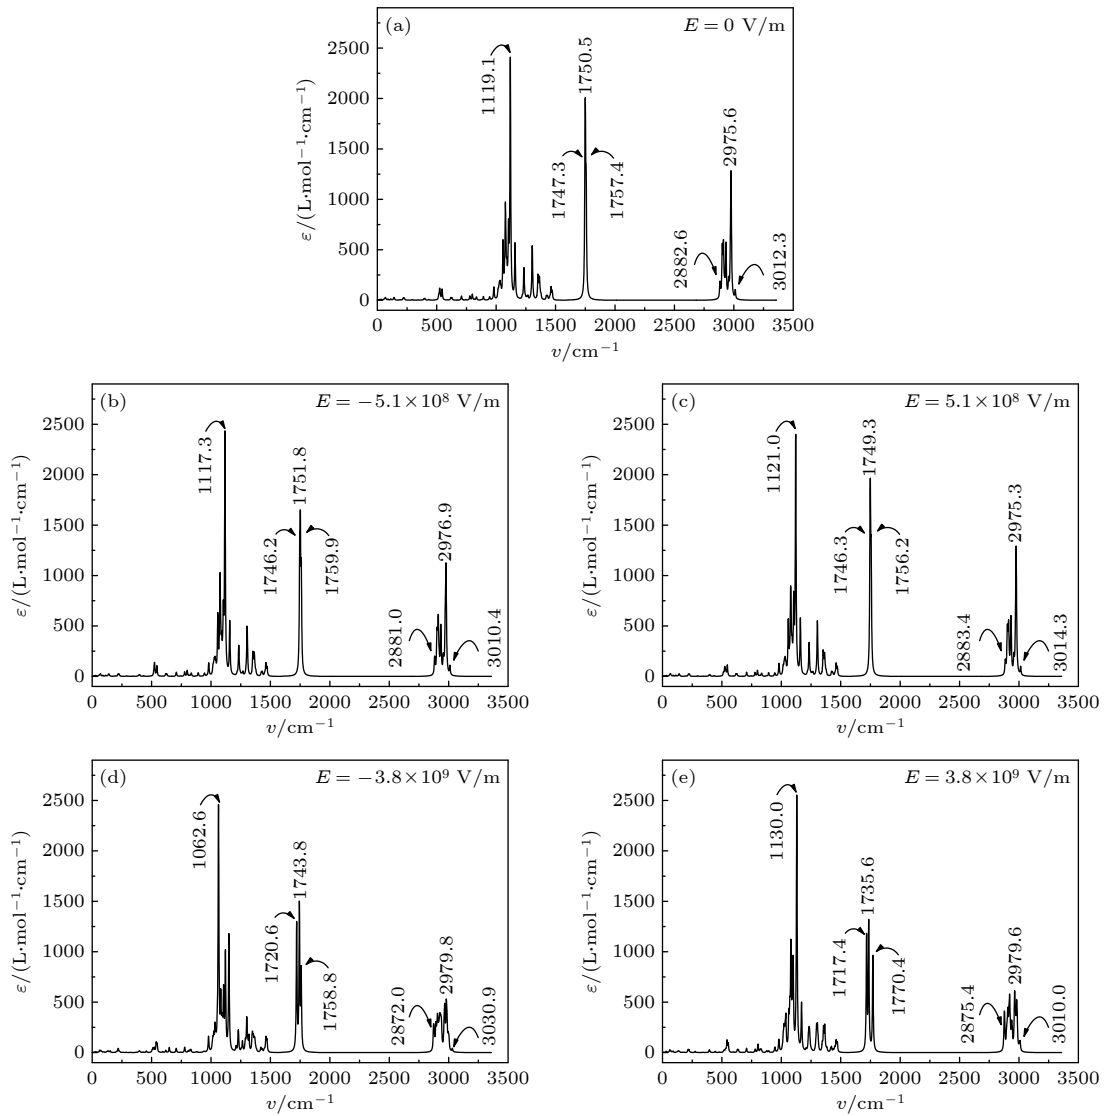 (a)
E = 0 V/m
ε/(L·mol⁻¹·cm⁻¹)
2500
2000
1500
1000
500
0
1119.1
1750.5
1747.3
1757.4
2975.6
2882.6
3012.3
0 500 1000 1500 2000 2500 3000 3500
v/cm⁻¹
(b)
E = −5.1×10⁸ V/m
ε/(L·mol⁻¹·cm⁻¹)
2500
2000
1500
1000
500
0
1117.3
1751.8
1746.2
1759.9
2976.9
2881.0
3010.4
0 500 1000 1500 2000 2500 3000 3500
v/cm⁻¹
(c)
E = 5.1×10⁸ V/m
ε/(L·mol⁻¹·cm⁻¹)
2500
2000
1500
1000
500
0
1121.0
1749.3
1746.3
1756.2
2975.3
2883.4
3014.3
0 500 1000 1500 2000 2500 3000 3500
v/cm⁻¹
(d)
E = −3.8×10⁹ V/m
ε/(L·mol⁻¹·cm⁻¹)
2500
2000
1500
1000
500
0
1062.6
1743.8
1720.6
1758.8
2979.8
2872.0
3030.9
0 500 1000 1500 2000 2500 3000 3500
v/cm⁻¹
(e)
E = 3.8×10⁹ V/m
ε/(L·mol⁻¹·cm⁻¹)
2500
2000
1500
1000
500
0
1130.0
1735.6
1717.4
1770.4
2979.6
2875.4
3010.0
0 500 1000 1500 2000 2500 3000 3500
v/cm⁻¹